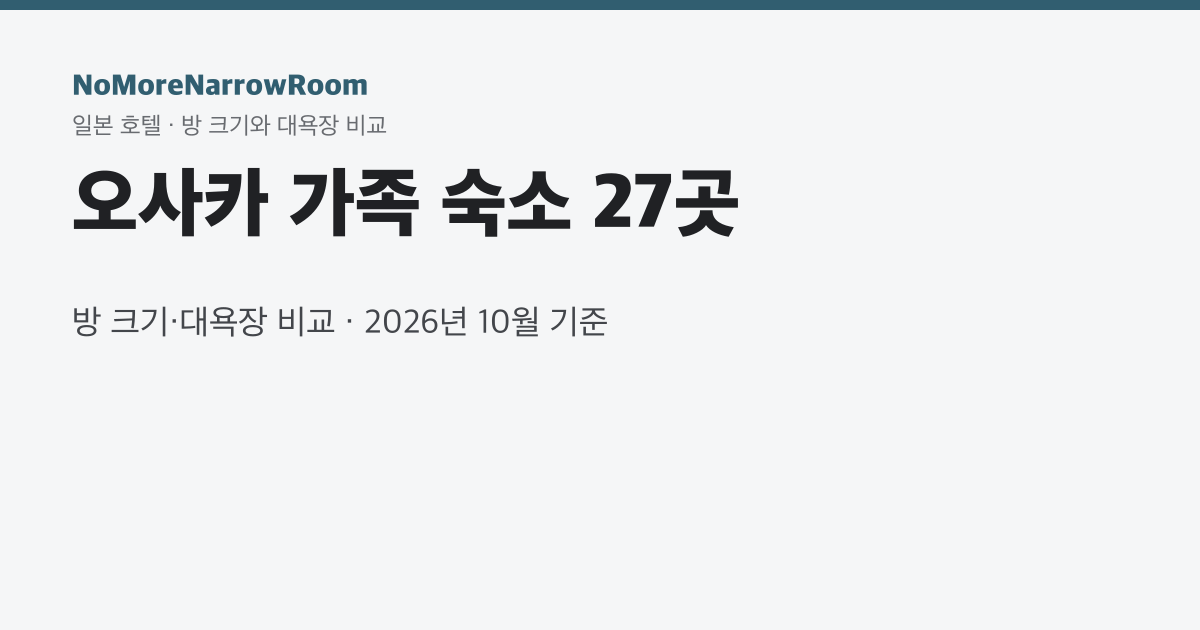 NoMoreNarrowRoom
일본 호텔 · 방 크기와 대욕장 비교
오사카 가족 숙소 27곳
방 크기·대욕장 비교 · 2026년 10월 기준